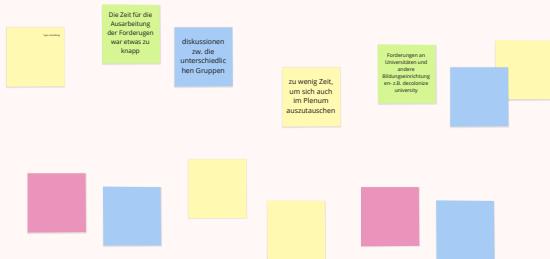 Die Zeit für die
Ausarbeitung
der Forderugen
war etwas zu
knapp
diskussionen
zw. die
unterschiedlic
hen Gruppen
zu wenig Zeit,
um sich auch
im Plenum
auszutauschen
Forderungen an
Universitäten und
andere
Bildungseinrichtung
en- z.B. decolonize
university